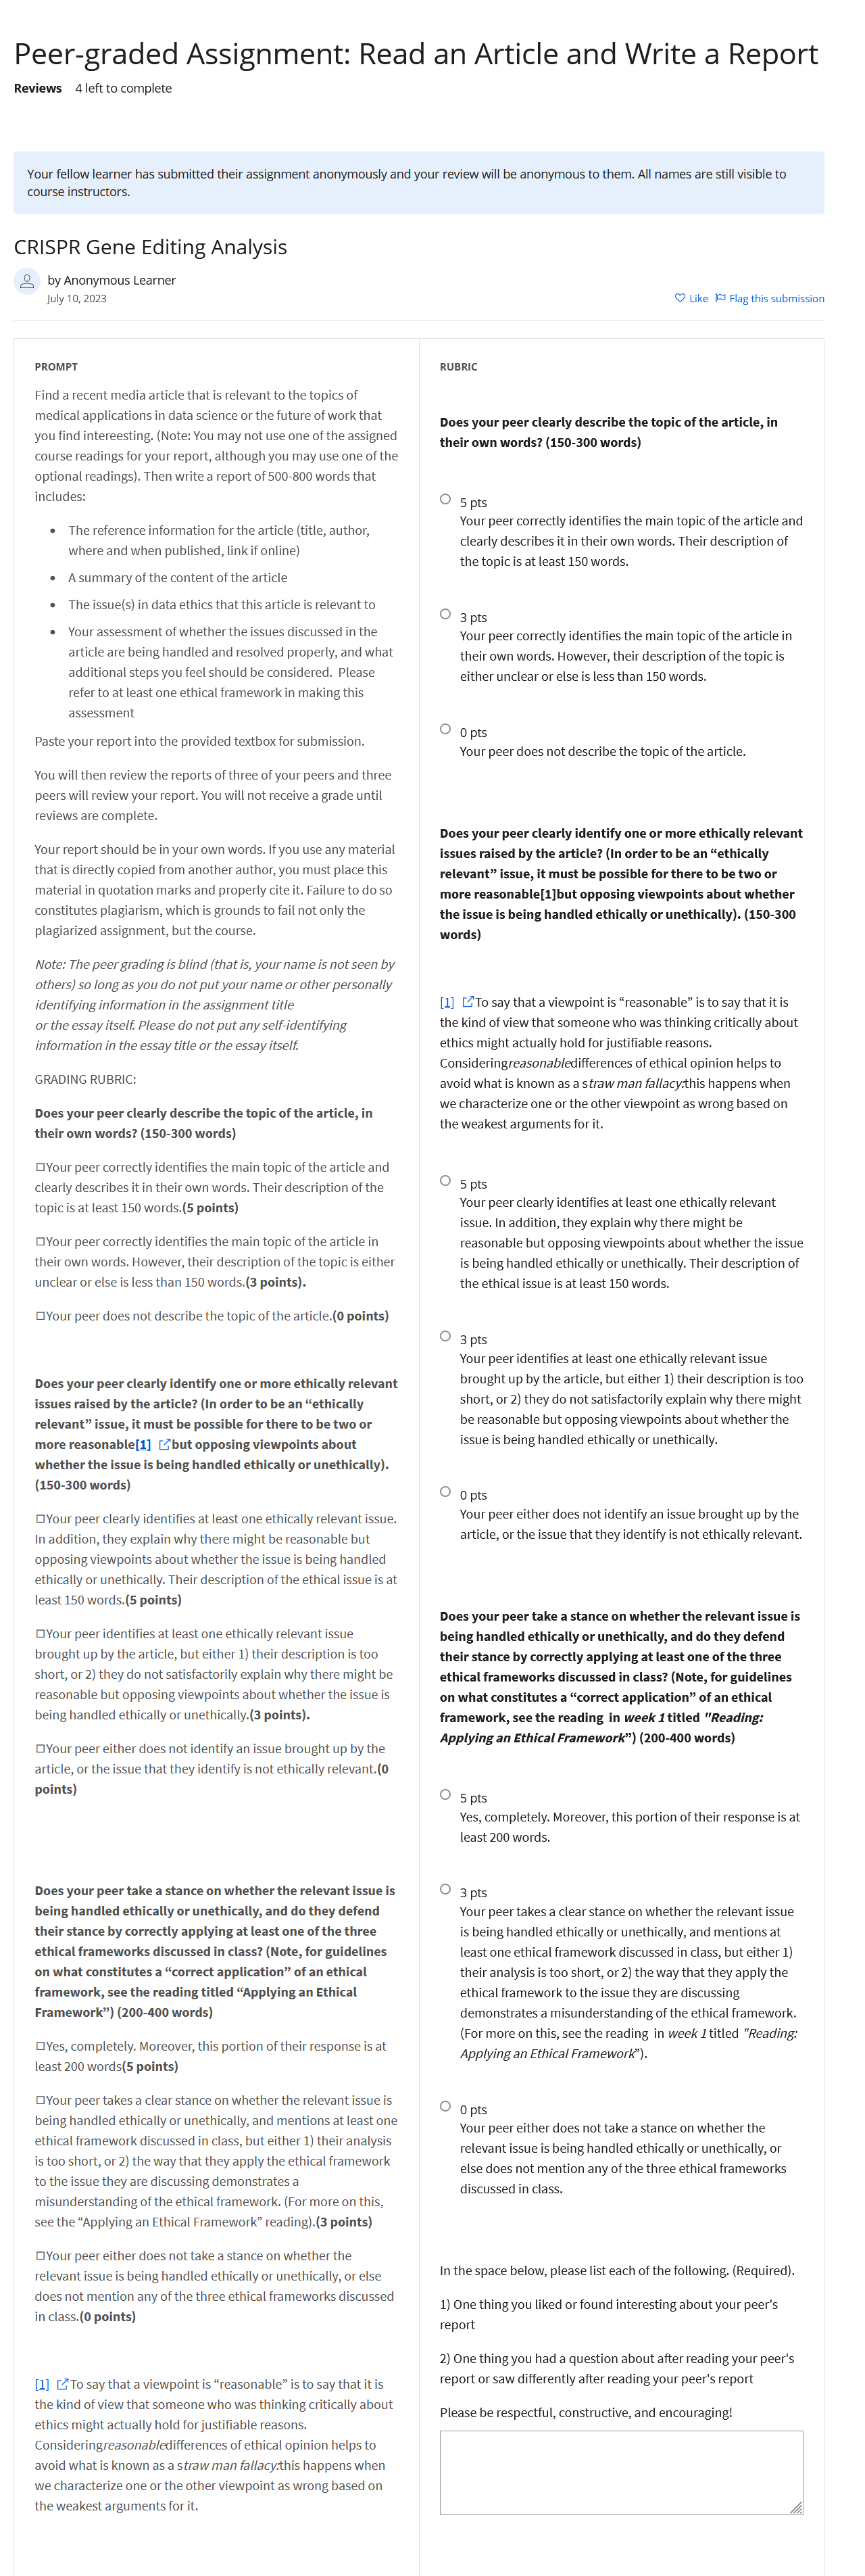 Peer-graded Assignment: Read an Article and Write a Report
Reviews 4 left to complete
Your fellow learner has submitted their assignment anonymously and your review will be anonymous to them. All names are still visible to
course instructors.
CRISPR Gene Editing Analysis
by Anonymous Learner
July 10, 2023
Like Flag this submission
PROMPT
Find a recent media article that is relevant to the topics of
medical applications in data science or the future of work that
you find intereesting. (Note: You may not use one of the assigned
course readings for your report, although you may use one of the
optional readings). Then write a report of 500-800 words that
includes:
• The reference information for the article (title, author,
where and when published, link if online)
• A summary of the content of the article
• The issue(s) in data ethics that this article is relevant to
• Your assessment of whether the issues discussed in the
article are being handled and resolved properly, and what
additional steps you feel should be considered. Please
refer to at least one ethical framework in making this
assessment
Paste your report into the provided textbox for submission.
You will then review the reports of three of your peers and three
peers will review your report. You will not receive a grade until
reviews are complete.
Your report should be in your own words. If you use any material
that is directly copied from another author, you must place this
material in quotation marks and properly cite it. Failure to do so
constitutes plagiarism, which is grounds to fail not only the
plagiarized assignment, but the course.
Note: The peer grading is blind (that is, your name is not seen by
others) so long as you do not put your name or other personally
identifying information in the assignment title
or the essay itself. Please do not put any self-identifying
information in the essay title or the essay itself.
GRADING RUBRIC:
Does your peer clearly describe the topic of the article, in
their own words? (150-300 words)
☐Your peer correctly identifies the main topic of the article and
clearly describes it in their own words. Their description of the
topic is at least 150 words.(5 points)
☐Your peer correctly identifies the main topic of the article in
their own words. However, their description of the topic is either
unclear or else is less than 150 words.(3 points).
☐Your peer does not describe the topic of the article.(0 points)
Does your peer clearly identify one or more ethically relevant
issues raised by the article? (In order to be an “ethically
relevant” issue, it must be possible for there to be two or
more reasonable[1] but opposing viewpoints about
whether the issue is being handled ethically or unethically).
(150-300 words)
☐Your peer clearly identifies at least one ethically relevant issue.
In addition, they explain why there might be reasonable but
opposing viewpoints about whether the issue is being handled
ethically or unethically. Their description of the ethical issue is at
least 150 words.(5 points)
☐Your peer identifies at least one ethically relevant issue
brought up by the article, but either 1) their description is too
short, or 2) they do not satisfactorily explain why there might be
reasonable but opposing viewpoints about whether the issue is
being handled ethically or unethically.(3 points).
☐Your peer either does not identify an issue brought up by the
article, or the issue that they identify is not ethically relevant.(0
points)
Does your peer take a stance on whether the relevant issue is
being handled ethically or unethically, and do they defend
their stance by correctly applying at least one of the three
ethical frameworks discussed in class? (Note, for guidelines
on what constitutes a “correct application” of an ethical
framework, see the reading titled “Applying an Ethical
Framework”) (200-400 words)
☐Yes, completely. Moreover, this portion of their response is at
least 200 words(5 points)
☐Your peer takes a clear stance on whether the relevant issue is
being handled ethically or unethically, and mentions at least one
ethical framework discussed in class, but either 1) their analysis
is too short, or 2) the way that they apply the ethical framework
to the issue they are discussing demonstrates a
misunderstanding of the ethical framework. (For more on this,
see the “Applying an Ethical Framework” reading).(3 points)
☐Your peer either does not take a stance on whether the
relevant issue is being handled ethically or unethically, or else
does not mention any of the three ethical frameworks discussed
in class.(0 points)
[1] To say that a viewpoint is “reasonable” is to say that it is
the kind of view that someone who was thinking critically about
ethics might actually hold for justifiable reasons.
Consideringreasonabledifferences of ethical opinion helps to
avoid what is known as a straw man fallacy:this happens when
we characterize one or the other viewpoint as wrong based on
the weakest arguments for it.
RUBRIC
Does your peer clearly describe the topic of the article, in
their own words? (150-300 words)
5 pts
Your peer correctly identifies the main topic of the article and
clearly describes it in their own words. Their description of
the topic is at least 150 words.
3 pts
Your peer correctly identifies the main topic of the article in
their own words. However, their description of the topic is
either unclear or else is less than 150 words.
0 pts
Your peer does not describe the topic of the article.
Does your peer clearly identify one or more ethically relevant
issues raised by the article? (In order to be an “ethically
relevant” issue, it must be possible for there to be two or
more reasonable[1]but opposing viewpoints about whether
the issue is being handled ethically or unethically). (150-300
words)
[1] To say that a viewpoint is “reasonable” is to say that it is
the kind of view that someone who was thinking critically about
ethics might actually hold for justifiable reasons.
Consideringreasonabledifferences of ethical opinion helps to
avoid what is known as a straw man fallacy:this happens when
we characterize one or the other viewpoint as wrong based on
the weakest arguments for it.
5 pts
Your peer clearly identifies at least one ethically relevant
issue. In addition, they explain why there might be
reasonable but opposing viewpoints about whether the issue
is being handled ethically or unethically. Their description of
the ethical issue is at least 150 words.
3 pts
Your peer identifies at least one ethically relevant issue
brought up by the article, but either 1) their description is too
short, or 2) they do not satisfactorily explain why there might
be reasonable but opposing viewpoints about whether the
issue is being handled ethically or unethically.
0 pts
Your peer either does not identify an issue brought up by the
article, or the issue that they identify is not ethically relevant.
Does your peer take a stance on whether the relevant issue is
being handled ethically or unethically, and do they defend
their stance by correctly applying at least one of the three
ethical frameworks discussed in class? (Note, for guidelines
on what constitutes a “correct application” of an ethical
framework, see the reading in week 1 titled "Reading:
Applying an Ethical Framework”) (200-400 words)
5 pts
Yes, completely. Moreover, this portion of their response is at
least 200 words.
3 pts
Your peer takes a clear stance on whether the relevant issue
is being handled ethically or unethically, and mentions at
least one ethical framework discussed in class, but either 1)
their analysis is too short, or 2) the way that they apply the
ethical framework to the issue they are discussing
demonstrates a misunderstanding of the ethical framework.
(For more on this, see the reading in week 1 titled "Reading:
Applying an Ethical Framework”).
0 pts
Your peer either does not take a stance on whether the
relevant issue is being handled ethically or unethically, or
else does not mention any of the three ethical frameworks
discussed in class.
In the space below, please list each of the following. (Required).
1) One thing you liked or found interesting about your peer's
report
2) One thing you had a question about after reading your peer's
report or saw differently after reading your peer's report
Please be respectful, constructive, and encouraging!